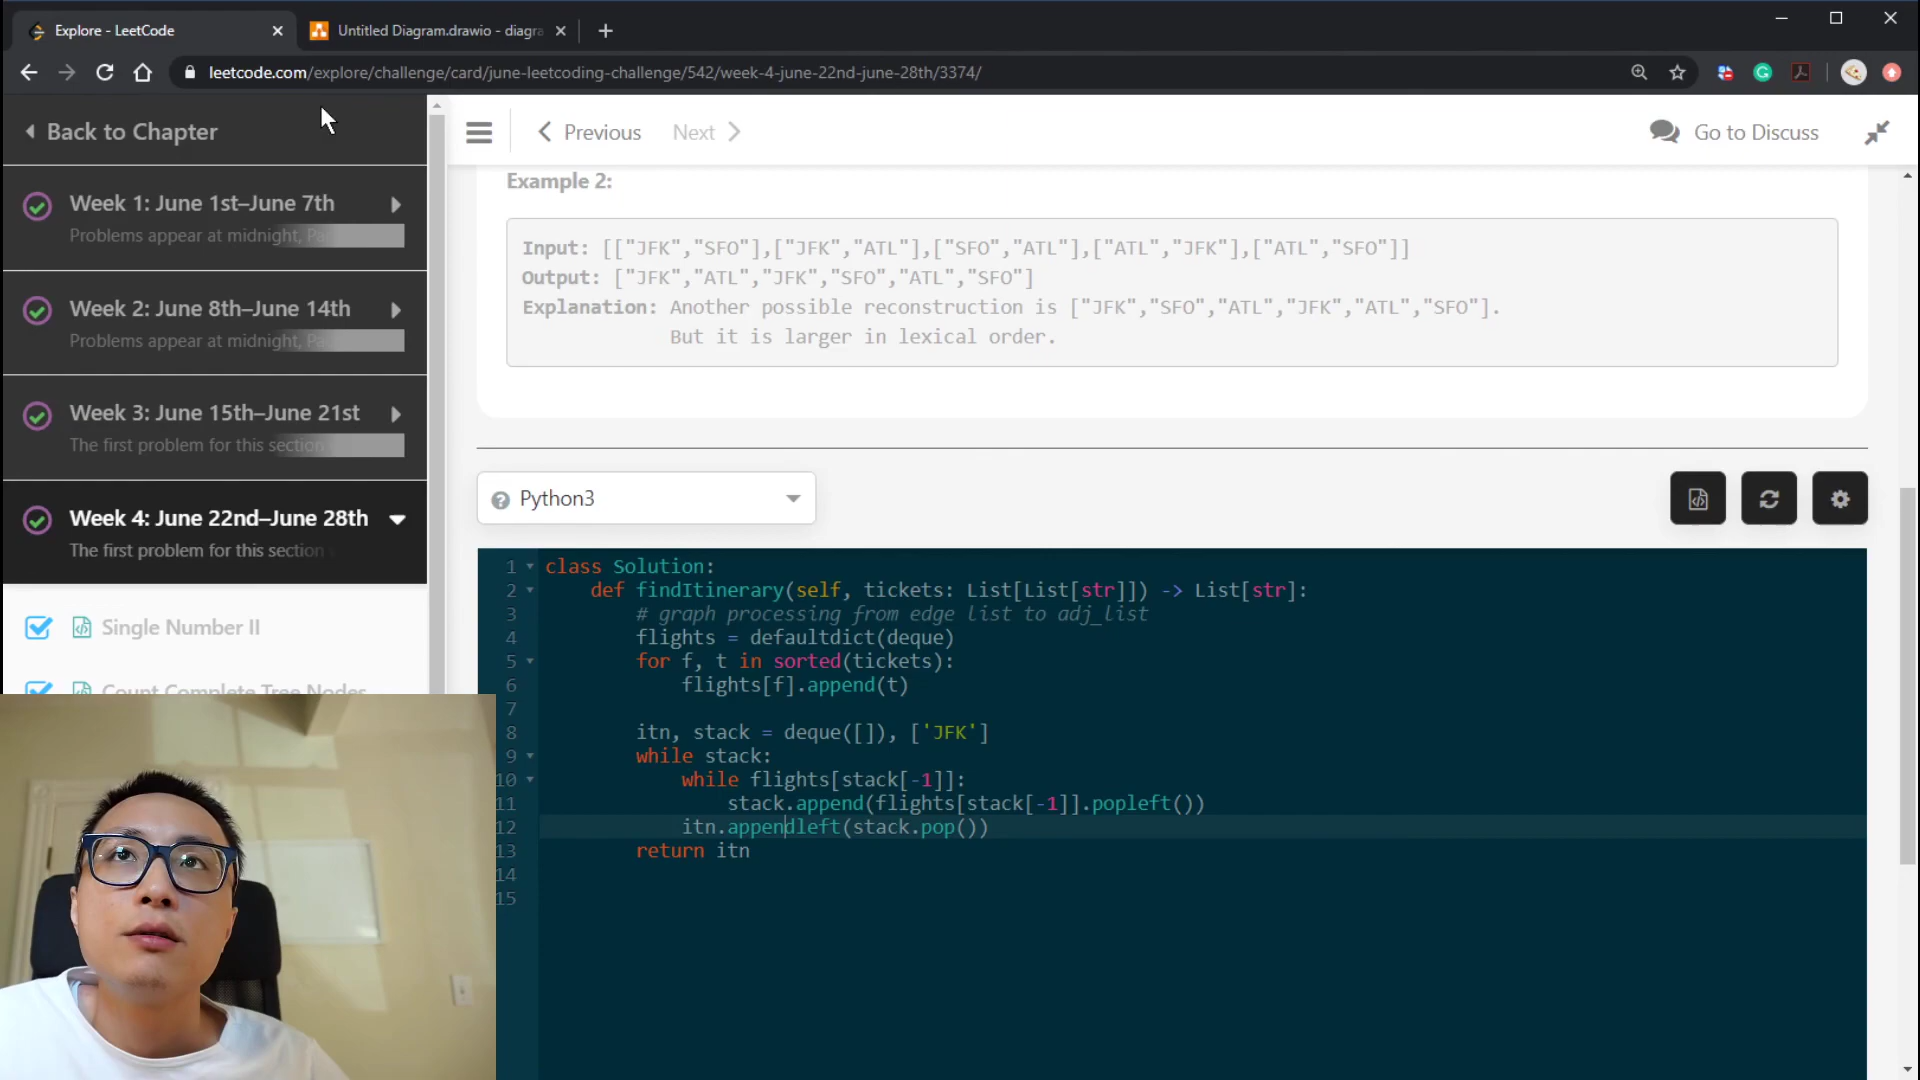 Explore - LeetCode
Untitled Diagram.drawio - diagra
leetcode.com/explore/challenge/card/june-leetcoding-challenge/542/week-4-june-22nd-june-28th/3374/
Back to Chapter
Previous
Next
Go to Discuss
Week 1: June 1st–June 7th
Problems appear at midnight, Pa
Week 2: June 8th–June 14th
Problems appear at midnight, Pa
Week 3: June 15th–June 21st
The first problem for this section
Week 4: June 22nd–June 28th
The first problem for this section
Single Number II
Count Complete Tree Nodes
Example 2:
Input: [["JFK","SFO"],["JFK","ATL"],["SFO","ATL"],["ATL","JFK"],["ATL","SFO"]]
Output: ["JFK","ATL","JFK","SFO","ATL","SFO"]
Explanation: Another possible reconstruction is ["JFK","SFO","ATL","JFK","ATL","SFO"].
But it is larger in lexical order.
Python3
1 class Solution:
2 def findItinerary(self, tickets: List[List[str]]) -> List[str]:
3 # graph processing from edge list to adj_list
4 flights = defaultdict(deque)
5 for f, t in sorted(tickets):
6 flights[f].append(t)
7
8 itn, stack = deque([]), ['JFK']
9 while stack:
10 while flights[stack[-1]]:
11 stack.append(flights[stack[-1]].popleft())
12 itn.appendleft(stack.pop())
13 return itn
14
15